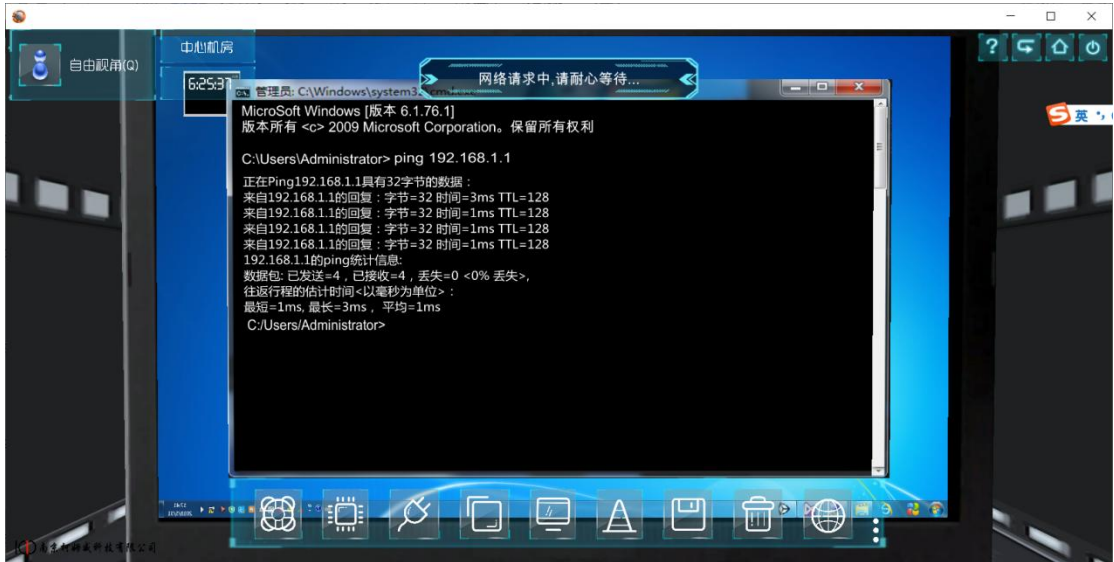 自由视角(Q)
中心机房
6:25:37
网络请求中,请耐心等待...
?
英
管理员: C:\Windows\system32\cmd.exe
MicroSoft Windows [版本 6.1.76.1]
版本所有 <c> 2009 Microsoft Corporation。保留所有权利
C:\Users\Administrator> ping 192.168.1.1
正在Ping192.168.1.1具有32字节的数据：
来自192.168.1.1的回复：字节=32 时间=3ms TTL=128
来自192.168.1.1的回复：字节=32 时间=1ms TTL=128
来自192.168.1.1的回复：字节=32 时间=1ms TTL=128
来自192.168.1.1的回复：字节=32 时间=1ms TTL=128
192.168.1.1的ping统计信息:
数据包: 已发送=4，已接收=4，丢失=0 <0% 丢失>,
往返行程的估计时间<以毫秒为单位>：
最短=1ms, 最长=3ms， 平均=1ms
C:/Users/Administrator>